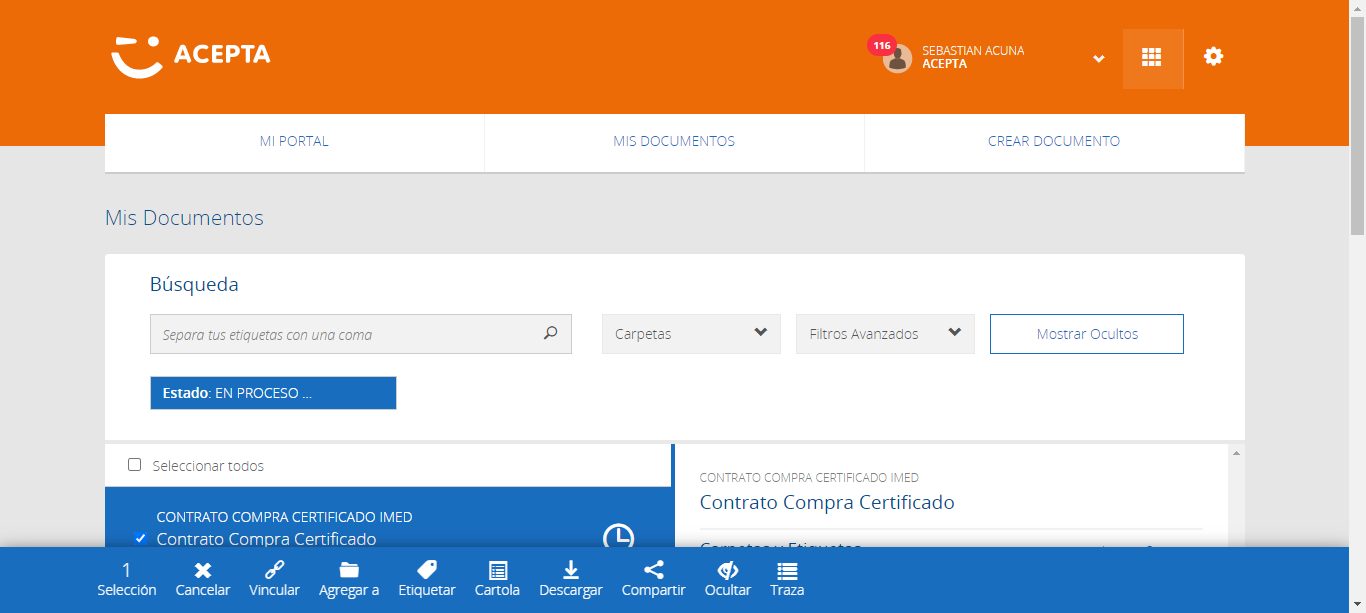 ACEPTA
116
SEBASTIAN ACUNA
ACEPTA
MI PORTAL
MIS DOCUMENTOS
CREAR DOCUMENTO
Mis Documentos
Búsqueda
Separa tus etiquetas con una coma
Carpetas
Filtros Avanzados
Mostrar Ocultos
Estado: EN PROCESO ...
Seleccionar todos
CONTRATO COMPRA CERTIFICADO IMED
Contrato Compra Certificado
CONTRATO COMPRA CERTIFICADO IMED
Contrato Compra Certificado
Carpetas y Etiquetas
1
Selección
Cancelar
Vincular
Agregar a
Etiquetar
Cartola
Descargar
Compartir
Ocultar
Traza